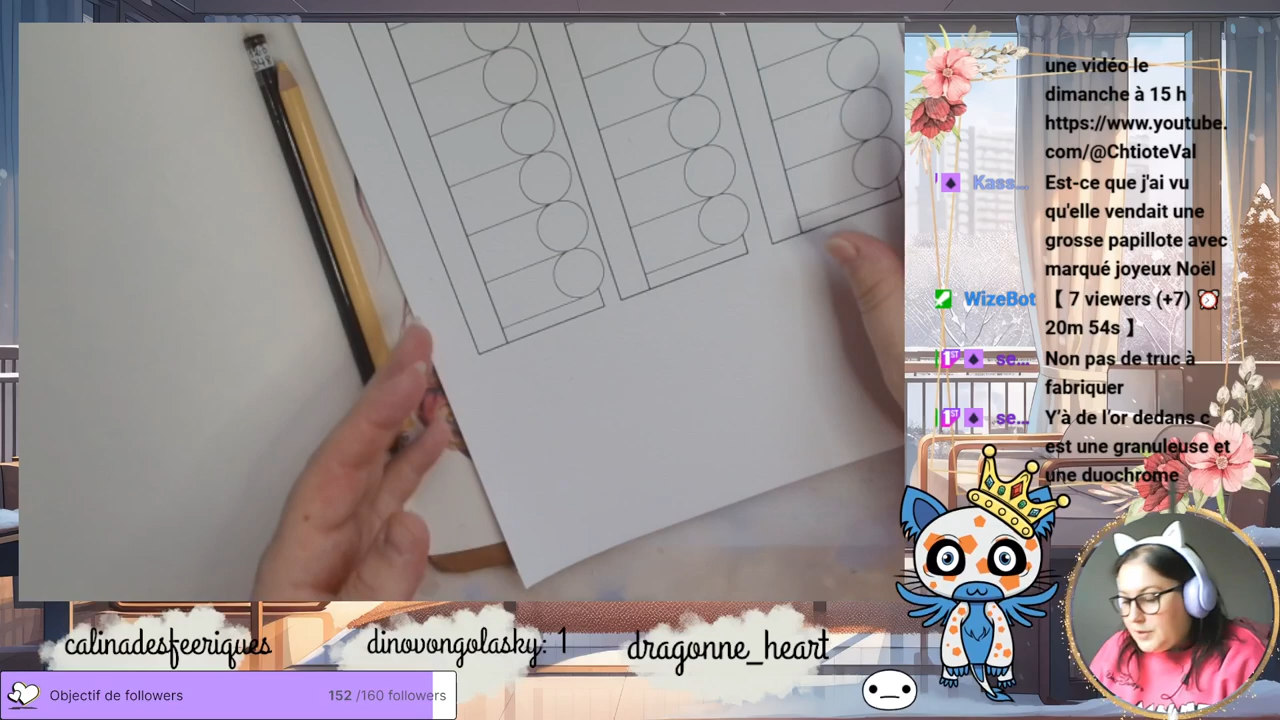 une vidéo le
dimanche à 15 h
https://www.youtube.
com/@ChtioteVal
Kass... Est-ce que j'ai vu
qu'elle vendait une
grosse papillote avec
marqué joyeux Noël
WizeBot 【 7 viewers (+7) ⏰
20m 54s 】
1ST se... Non pas de truc à
fabriquer
1ST se... Y'à de l'or dedans c
est une granuleuse et
une duochrome
calinadesfeeriques
dinovongolasky: 1
dragonne_heart
Objectif de followers 152 /160 followers